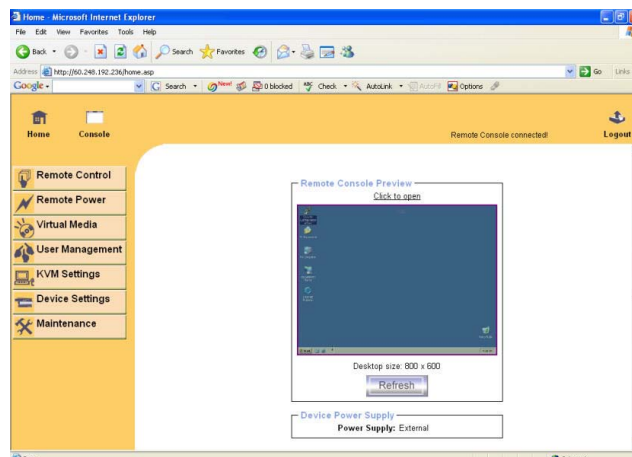 Home - Microsoft Internet Explorer
File Edit View Favorites Tools Help
Back Search Favorites
Address http://60.248.192.236/home.asp Go Links
Google Search New! 0 blocked ABC Check AutoLink AutoFill Options
Home Console Remote Console connected! Logout
Remote Control
Remote Power
Virtual Media
User Management
KVM Settings
Device Settings
Maintenance
Remote Console Preview
Click to open
Desktop size: 800 x 600
Refresh
Device Power Supply
Power Supply: External